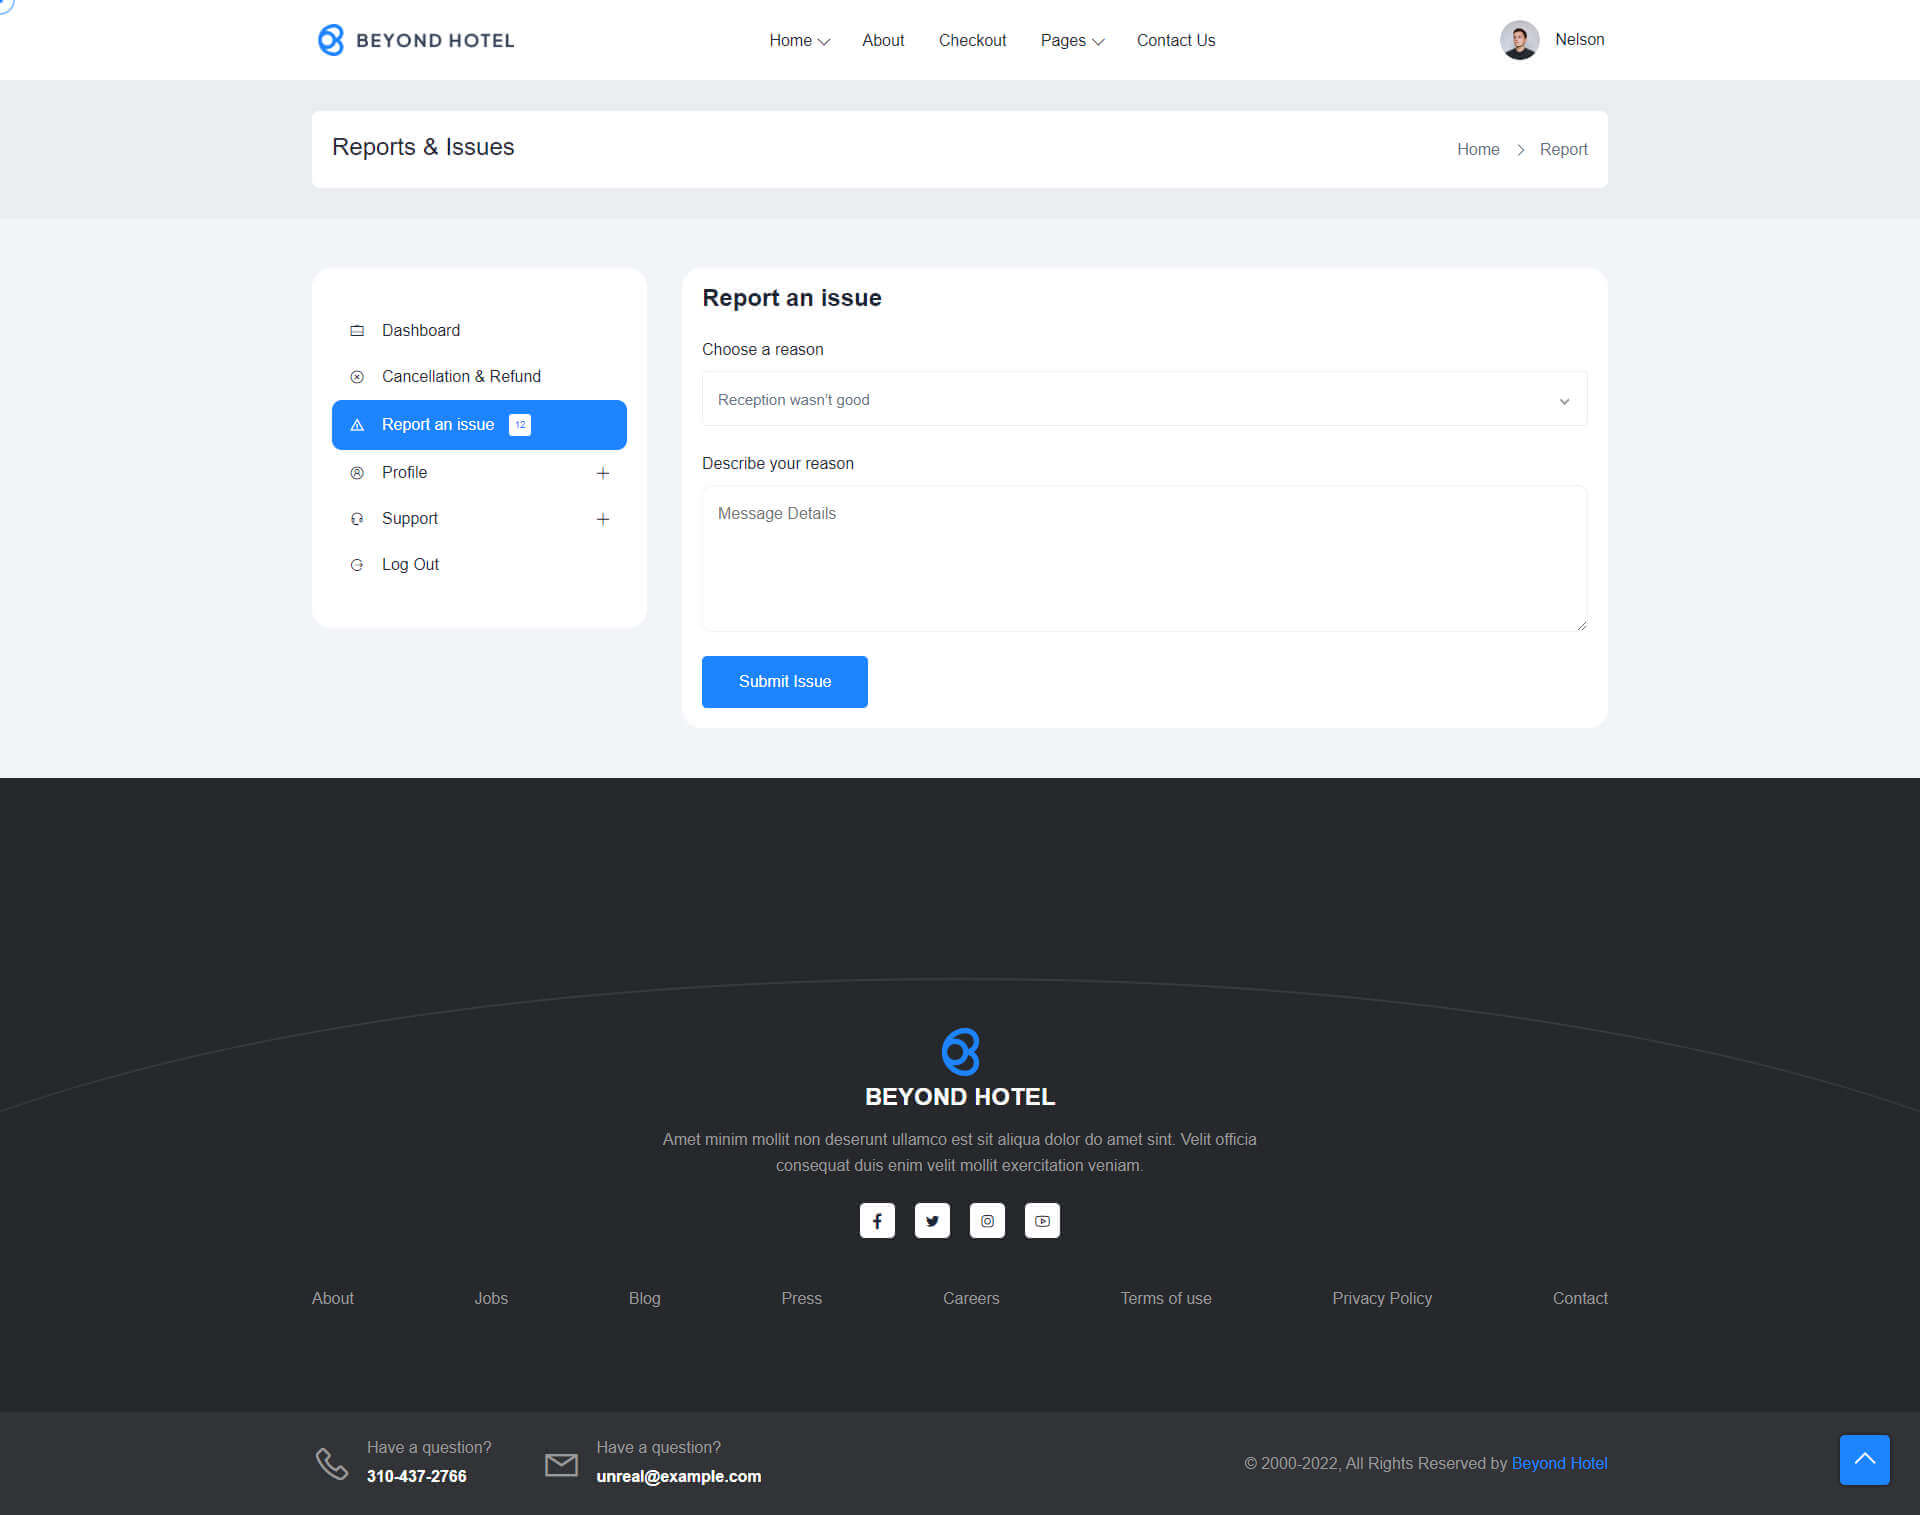 BEYOND HOTEL
Home
About
Checkout
Pages
Contact Us
Nelson
Reports & Issues
Home
Report
Dashboard
Cancellation & Refund
Report an issue 12
Profile
Support
Log Out
Report an issue
Choose a reason
Reception wasn't good
Describe your reason
Message Details
Submit Issue
BEYOND HOTEL
Amet minim mollit non deserunt ullamco est sit aliqua dolor do amet sint. Velit officia
consequat duis enim velit mollit exercitation veniam.
About
Jobs
Blog
Press
Careers
Terms of use
Privacy Policy
Contact
Have a question?
310-437-2766
Have a question?
unreal@example.com
© 2000-2022, All Rights Reserved by Beyond Hotel